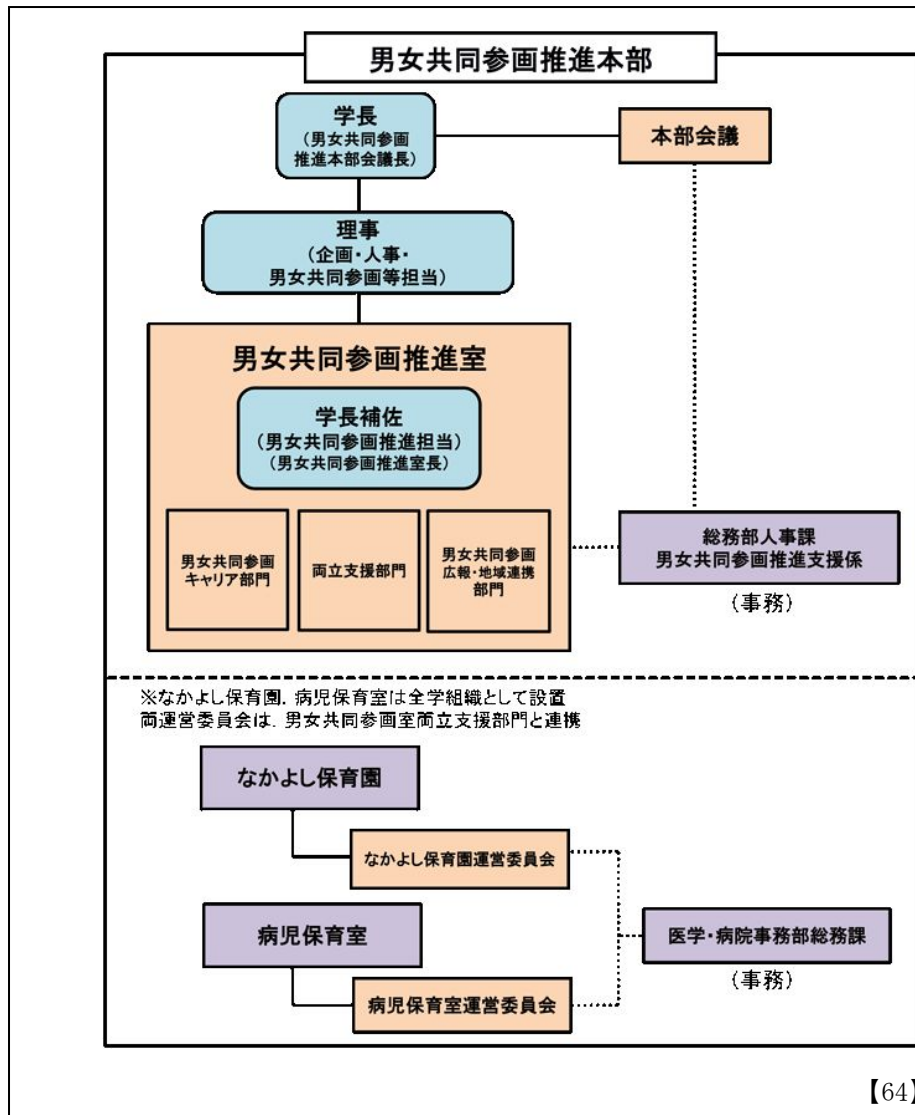 男女共同参画推進本部
学長
(男女共同参画
推進本部会議長)
本部会議
理事
(企画・人事・
男女共同参画等担当)
男女共同参画推進室
学長補佐
(男女共同参画推進担当)
(男女共同参画推進室長)
男女共同参画
キャリア部門
両立支援部門
男女共同参画
広報・地域連携
部門
総務部人事課
男女共同参画推進支援係
(事務)
※なかよし保育園,病児保育室は全学組織として設置
両運営委員会は,男女共同参画室両立支援部門と連携
なかよし保育園
なかよし保育園運営委員会
病児保育室
医学・病院事務部総務課
(事務)
病児保育室運営委員会
【64】